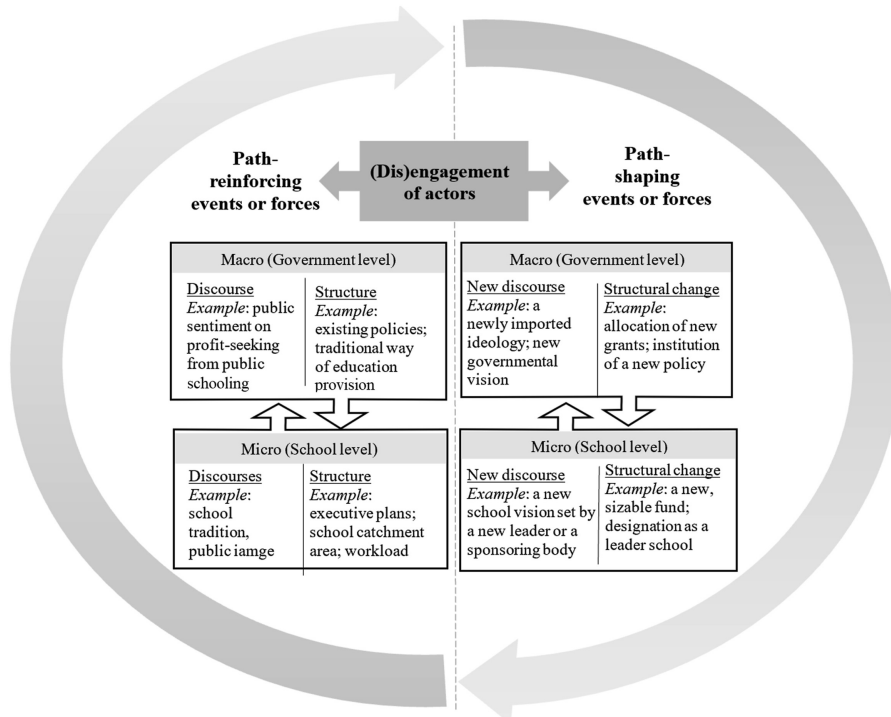 Path-
reinforcing
events or forces
(Dis)engagement
of actors
Path-
shaping
events or forces
Macro (Government level)
Discourse
Example: public
sentiment on
profit-seeking
from public
schooling
Structure
Example:
existing policies;
traditional way
of education
provision
Macro (Government level)
New discourse
Example: a
newly imported
ideology; new
governmental
vision
Structural change
Example:
allocation of new
grants; institution
of a new policy
Micro (School level)
Discourses
Example:
school
tradition,
public iamge
Structure
Example:
executive plans;
school catchment
area; workload
Micro (School level)
New discourse
Example: a new
school vision set by
a new leader or a
sponsoring body
Structural change
Example: a new,
sizable fund;
designation as a
leader school